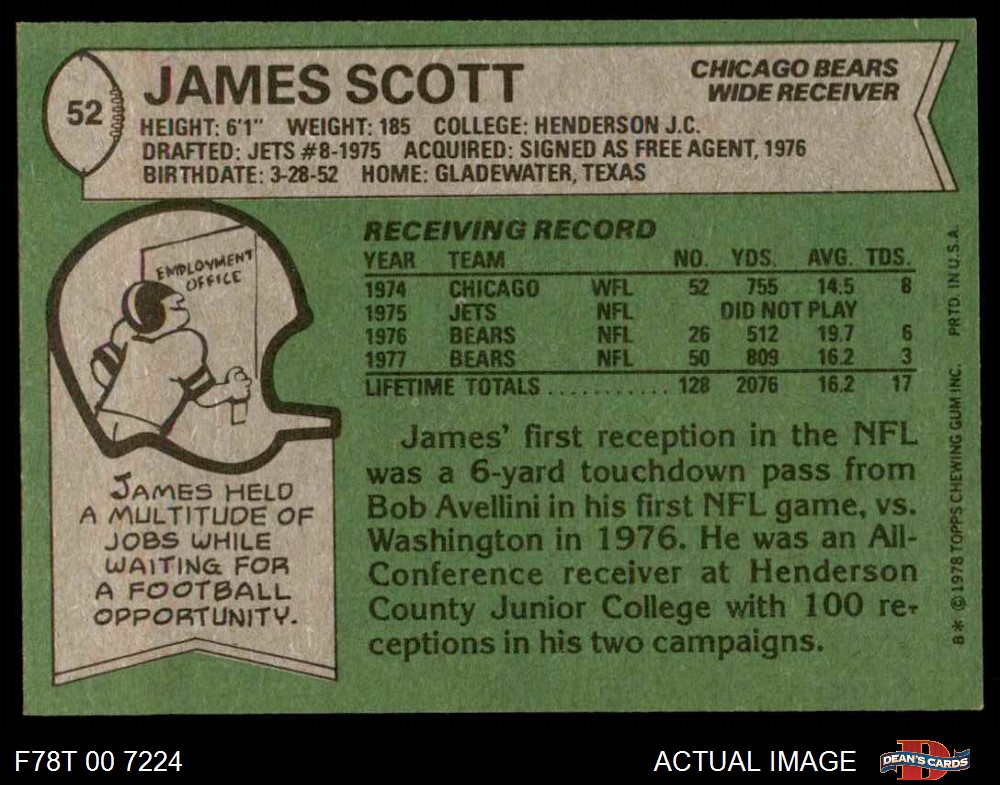 52
JAMES SCOTT
CHICAGO BEARS
WIDE RECEIVER
HEIGHT: 6'1" WEIGHT: 185 COLLEGE: HENDERSON J.C.
DRAFTED: JETS #8-1975 ACQUIRED: SIGNED AS FREE AGENT, 1976
BIRTHDATE: 3-28-52 HOME: GLADEWATER, TEXAS
EMPLOYMENT
OFFICE
JAMES HELD
A MULTITUDE OF
JOBS WHILE
WAITING FOR
A FOOTBALL
OPPORTUNITY.
RECEIVING RECORD
YEAR TEAM NO. YDS. AVG. TDS.
1974 CHICAGO WFL 52 755 14.5 8
1975 JETS NFL DID NOT PLAY
1976 BEARS NFL 26 512 19.7 6
1977 BEARS NFL 50 809 16.2 3
LIFETIME TOTALS .......... 128 2076 16.2 17
James' first reception in the NFL
was a 6-yard touchdown pass from
Bob Avellini in his first NFL game, vs.
Washington in 1976. He was an All-
Conference receiver at Henderson
County Junior College with 100 re-
ceptions in his two campaigns.
B* © 1978 TOPPS CHEWING GUM INC. PRTD. IN U.S.A.
F78T 00 7224
ACTUAL IMAGE
D
DEAN'S CARDS